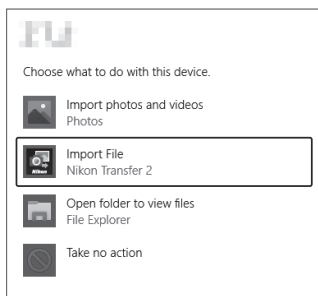 Choose what to do with this device.
Import photos and videos
Photos
Import File
Nikon Transfer 2
Open folder to view files
File Explorer
Take no action